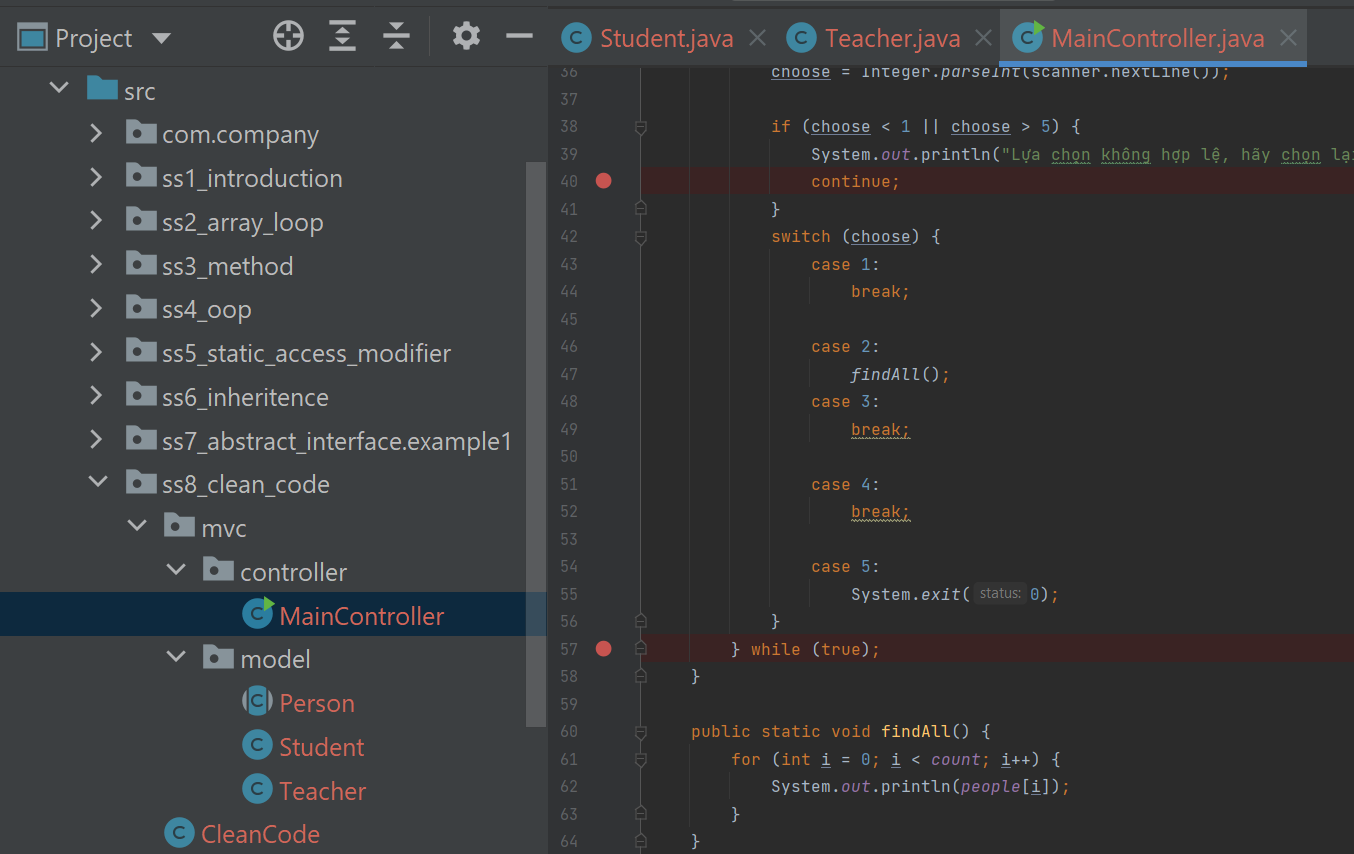 Project
Student.java
Teacher.java
MainController.java
src
com.company
ss1_introduction
ss2_array_loop
ss3_method
ss4_oop
ss5_static_access_modifier
ss6_inheritence
ss7_abstract_interface.example1
ss8_clean_code
mvc
controller
MainController
model
Person
Student
Teacher
CleanCode
36 choose = Integer.parseInt(scanner.nextLine());
37
38 if (choose < 1 || choose > 5) {
39 System.out.println("Lựa chọn không hợp lệ, hãy chọn lại
40 continue;
41 }
42 switch (choose) {
43 case 1:
44 break;
45
46 case 2:
47 findAll();
48 case 3:
49 break;
50
51 case 4:
52 break;
53
54 case 5:
55 System.exit( status: 0);
56 }
57 } while (true);
58 }
59
60 public static void findAll() {
61 for (int i = 0; i < count; i++) {
62 System.out.println(people[i]);
63 }
64 }